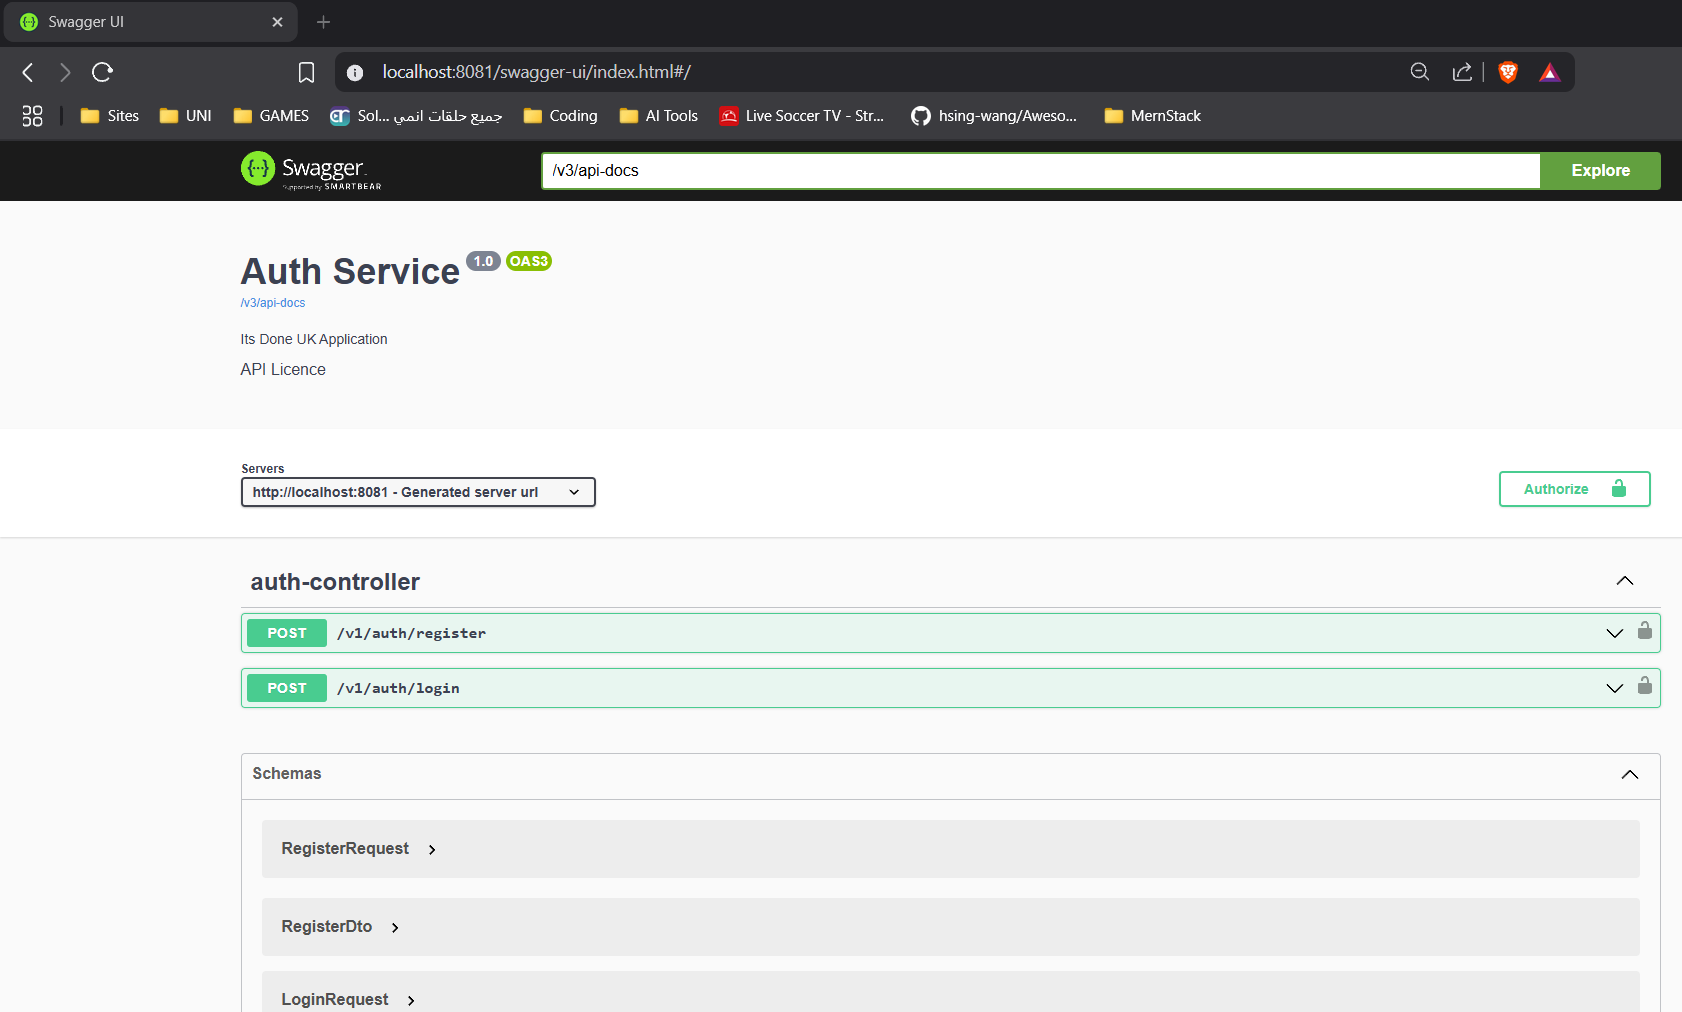 Swagger UI
localhost:8081/swagger-ui/index.html#/
Sites
UNI
GAMES
Sol... جميع حلقات انمي
Coding
AI Tools
Live Soccer TV - Str...
hsing-wang/Aweso...
MernStack
Swagger
Supported by SMARTBEAR
/v3/api-docs
Explore
Auth Service 1.0 OAS3
/v3/api-docs
Its Done UK Application
API Licence
Servers
http://localhost:8081 - Generated server url
Authorize
auth-controller
POST /v1/auth/register
POST /v1/auth/login
Schemas
RegisterRequest
RegisterDto
LoginRequest